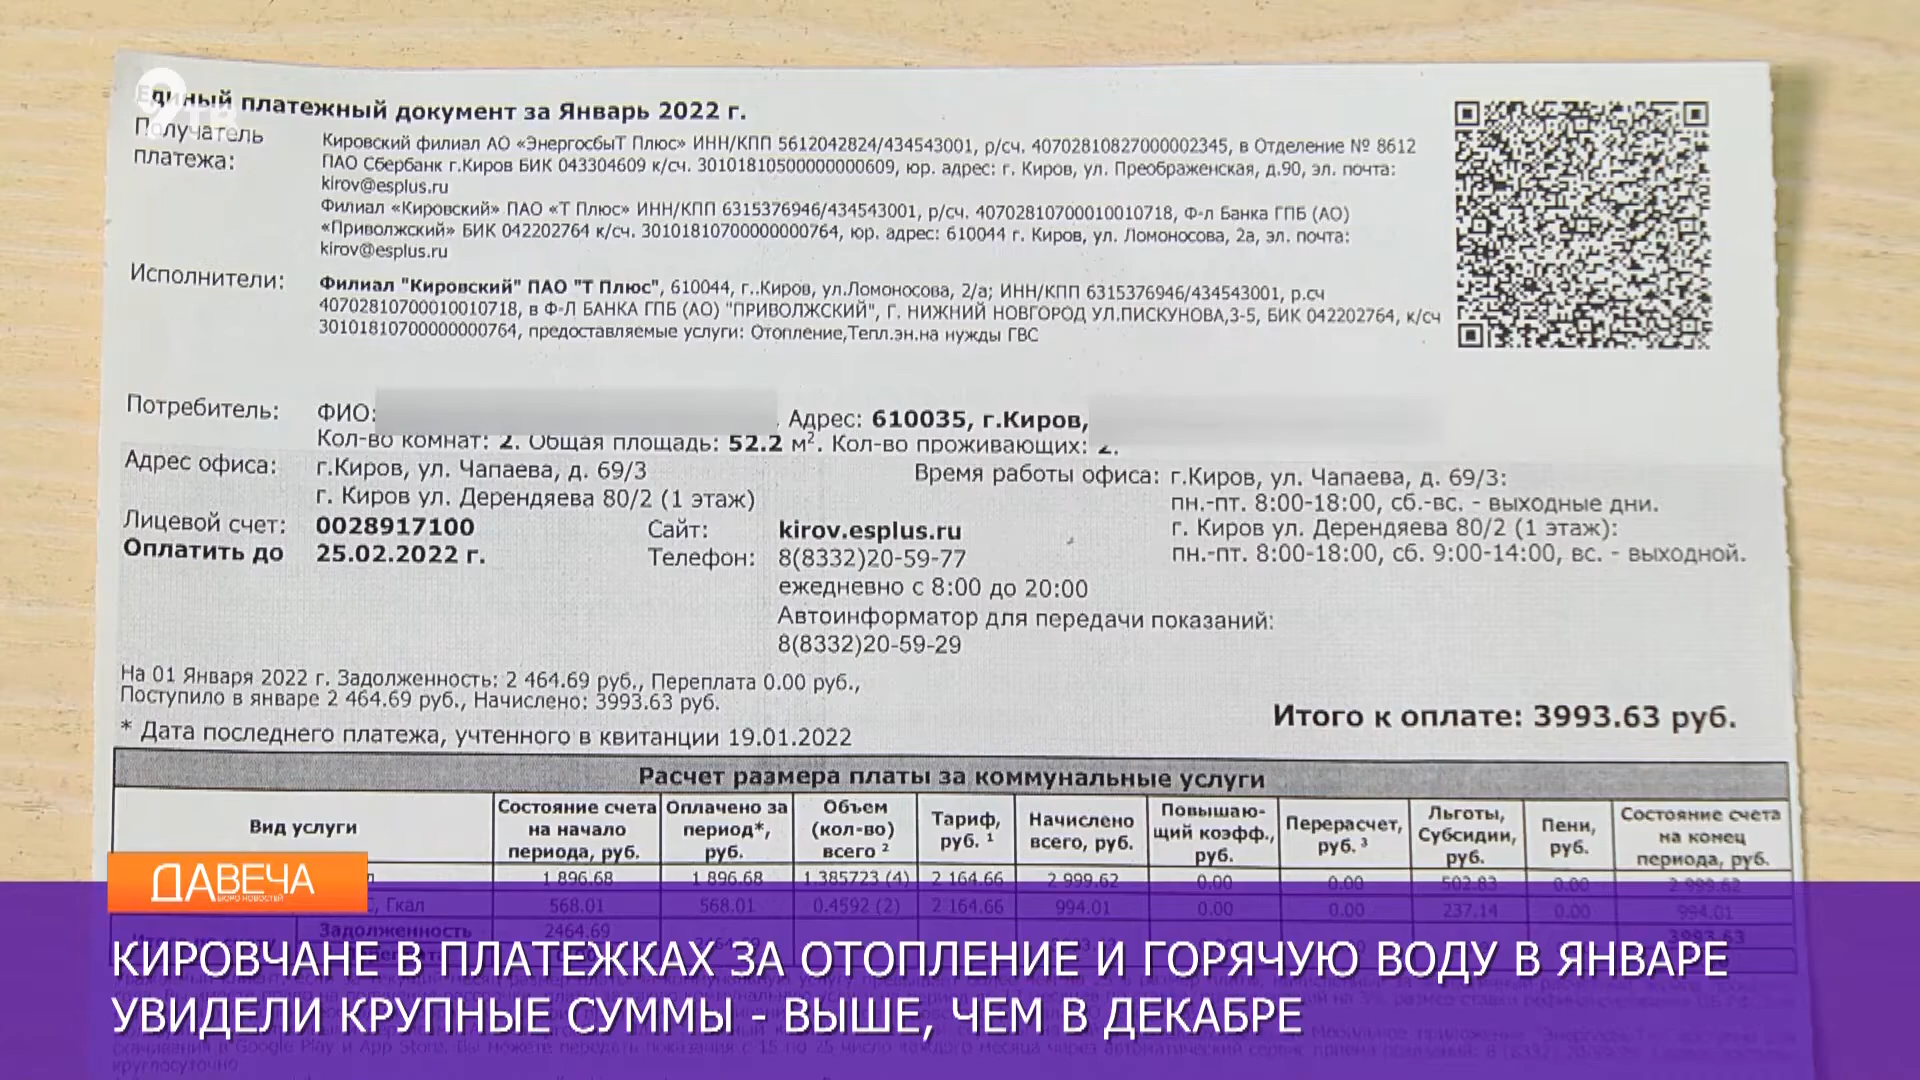 Единый платежный документ за Январь 2022 г.
Получатель платежа:
Кировский филиал АО «ЭнергосбыТ Плюс» ИНН/КПП 5612042824/434543001, р/сч. 40702810827000002345, в Отделение № 8612
ПАО Сбербанк г.Киров БИК 043304609 к/сч. 30101810500000000609, юр. адрес: г. Киров, ул. Преображенская, д.90, эл. почта:
kirov@esplus.ru
Филиал «Кировский» ПАО «Т Плюс» ИНН/КПП 6315376946/434543001, р/сч. 40702810700010010718, Ф-л Банка ГПБ (АО)
«Приволжский» БИК 042202764 к/сч. 30101810700000000764, юр. адрес: 610044 г. Киров, ул. Ломоносова, 2а, эл. почта:
kirov@esplus.ru
Исполнители:
Филиал "Кировский" ПАО "Т Плюс", 610044, г..Киров, ул.Ломоносова, 2/а; ИНН/КПП 6315376946/434543001, р.сч
40702810700010010718, в Ф-Л БАНКА ГПБ (АО) "ПРИВОЛЖСКИЙ", Г. НИЖНИЙ НОВГОРОД УЛ.ПИСКУНОВА,3-5, БИК 042202764, к/сч
30101810700000000764, предоставляемые услуги: Отопление,Тепл.эн.на нужды ГВС
Потребитель: ФИО: , Адрес: 610035, г.Киров,
Кол-во комнат: 2. Общая площадь: 52.2 м². Кол-во проживающих: 2.
Адрес офиса: г.Киров, ул. Чапаева, д. 69/3
г. Киров ул. Дерендяева 80/2 (1 этаж)
Время работы офиса: г.Киров, ул. Чапаева, д. 69/3:
пн.-пт. 8:00-18:00, сб.-вс. - выходные дни.
г. Киров ул. Дерендяева 80/2 (1 этаж):
пн.-пт. 8:00-18:00, сб. 9:00-14:00, вс. - выходной.
Лицевой счет: 0028917100
Оплатить до 25.02.2022 г.
Сайт: kirov.esplus.ru
Телефон: 8(8332)20-59-77
ежедневно с 8:00 до 20:00
Автоинформатор для передачи показаний:
8(8332)20-59-29
На 01 Января 2022 г. Задолженность: 2 464.69 руб., Переплата 0.00 руб.,
Поступило в январе 2 464.69 руб., Начислено: 3993.63 руб.
* Дата последнего платежа, учтенного в квитанции 19.01.2022
Итого к оплате: 3993.63 руб.
Расчет размера платы за коммунальные услуги
Вид услуги | Состояние счета на начало периода, руб. | Оплачено за период*, руб. | Объем (кол-во) всего ² | Тариф, руб. ¹ | Начислено всего, руб. | Повышаю-щий коэфф., руб. | Перерасчет, руб. ³ | Льготы, Субсидии, руб. | Пени, руб. | Состояние счета на конец периода, руб.
1 896.68 | 1 896.68 | 1.385723 (4) | 2 164.66 | 2 999.62 | 0.00 | 0.00 | 502.83 | 0.00 | 2 999.62
Гкал | 568.01 | 568.01 | 0.4592 (2) | 2 164.66 | 994.01 | 0.00 | 0.00 | 237.14 | 0.00 | 994.01
Задолженность 2464.69
ДАВЕЧА
БЮРО НОВОСТЕЙ
КИРОВЧАНЕ В ПЛАТЕЖКАХ ЗА ОТОПЛЕНИЕ И ГОРЯЧУЮ ВОДУ В ЯНВАРЕ
УВИДЕЛИ КРУПНЫЕ СУММЫ - ВЫШЕ, ЧЕМ В ДЕКАБРЕ